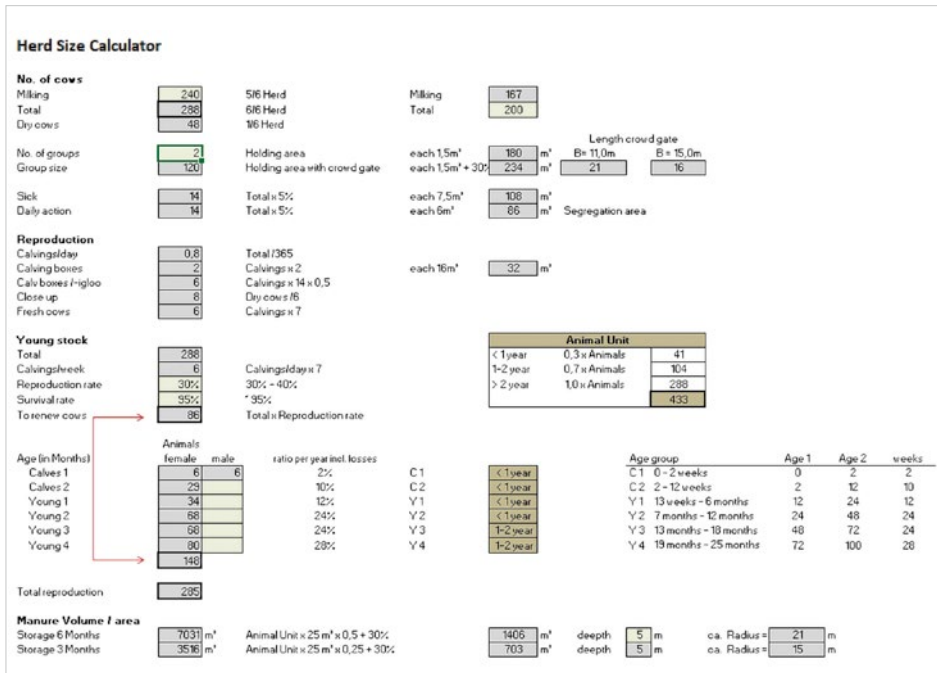 Herd Size Calculator
No. of cows
Milking 240 5/6 Herd Milking 167
Total 288 6/6 Herd Total 200
Dry cows 48 1/6 Herd
Length crowd gate
No. of groups 2 Holding area each 1,5m² 180 m² B= 11,0m B = 15,0m
Group size 120 Holding area with crowd gate each 1,5m² + 30% 234 m² 21 16
Sick 14 Total x 5% each 7,5m² 108 m²
Daily action 14 Total x 5% each 6m² 86 m² Segregation area
Reproduction
Calvings/day 0,8 Total /365
Calving boxes 2 Calvings x 2 each 16m² 32 m²
Calv boxes /-igloo 6 Calvings x 14 x 0,5
Close up 8 Dry cows /6
Fresh cows 6 Calvings x 7
Young stock Animal Unit
Total 288 < 1 year 0,3 x Animals 41
Calvings/week 6 Calvings/day x 7 1-2 year 0,7 x Animals 104
Reproduction rate 30% 30% - 40% > 2 year 1,0 x Animals 288
Survival rate 95% ~95% 433
To renew cows 86 Total x Reproduction rate
Animals
Age (in Months) female male ratio per year incl. losses Age group Age 1 Age 2 weeks
Calves 1 6 6 2% C 1 < 1 year C 1 0 - 2 weeks 0 2 2
Calves 2 29 10% C 2 < 1 year C 2 2 - 12 weeks 2 12 10
Young 1 34 12% Y 1 < 1 year Y 1 13 weeks - 6 months 12 24 12
Young 2 68 24% Y 2 < 1 year Y 2 7 months - 12 months 24 48 24
Young 3 68 24% Y 3 1-2 year Y 3 13 months - 18 months 48 72 24
Young 4 80 28% Y 4 1-2 year Y 4 19 months - 25 months 72 100 28
148
Total reproduction 285
Manure Volume / area
Storage 6 Months 7031 m³ Animal Unit x 25 m³ x 0,5 + 30% 1406 m² deepth 5 m ca. Radius = 21 m
Storage 3 Months 3516 m³ Animal Unit x 25 m³ x 0,25 + 30% 703 m² deepth 5 m ca. Radius = 15 m